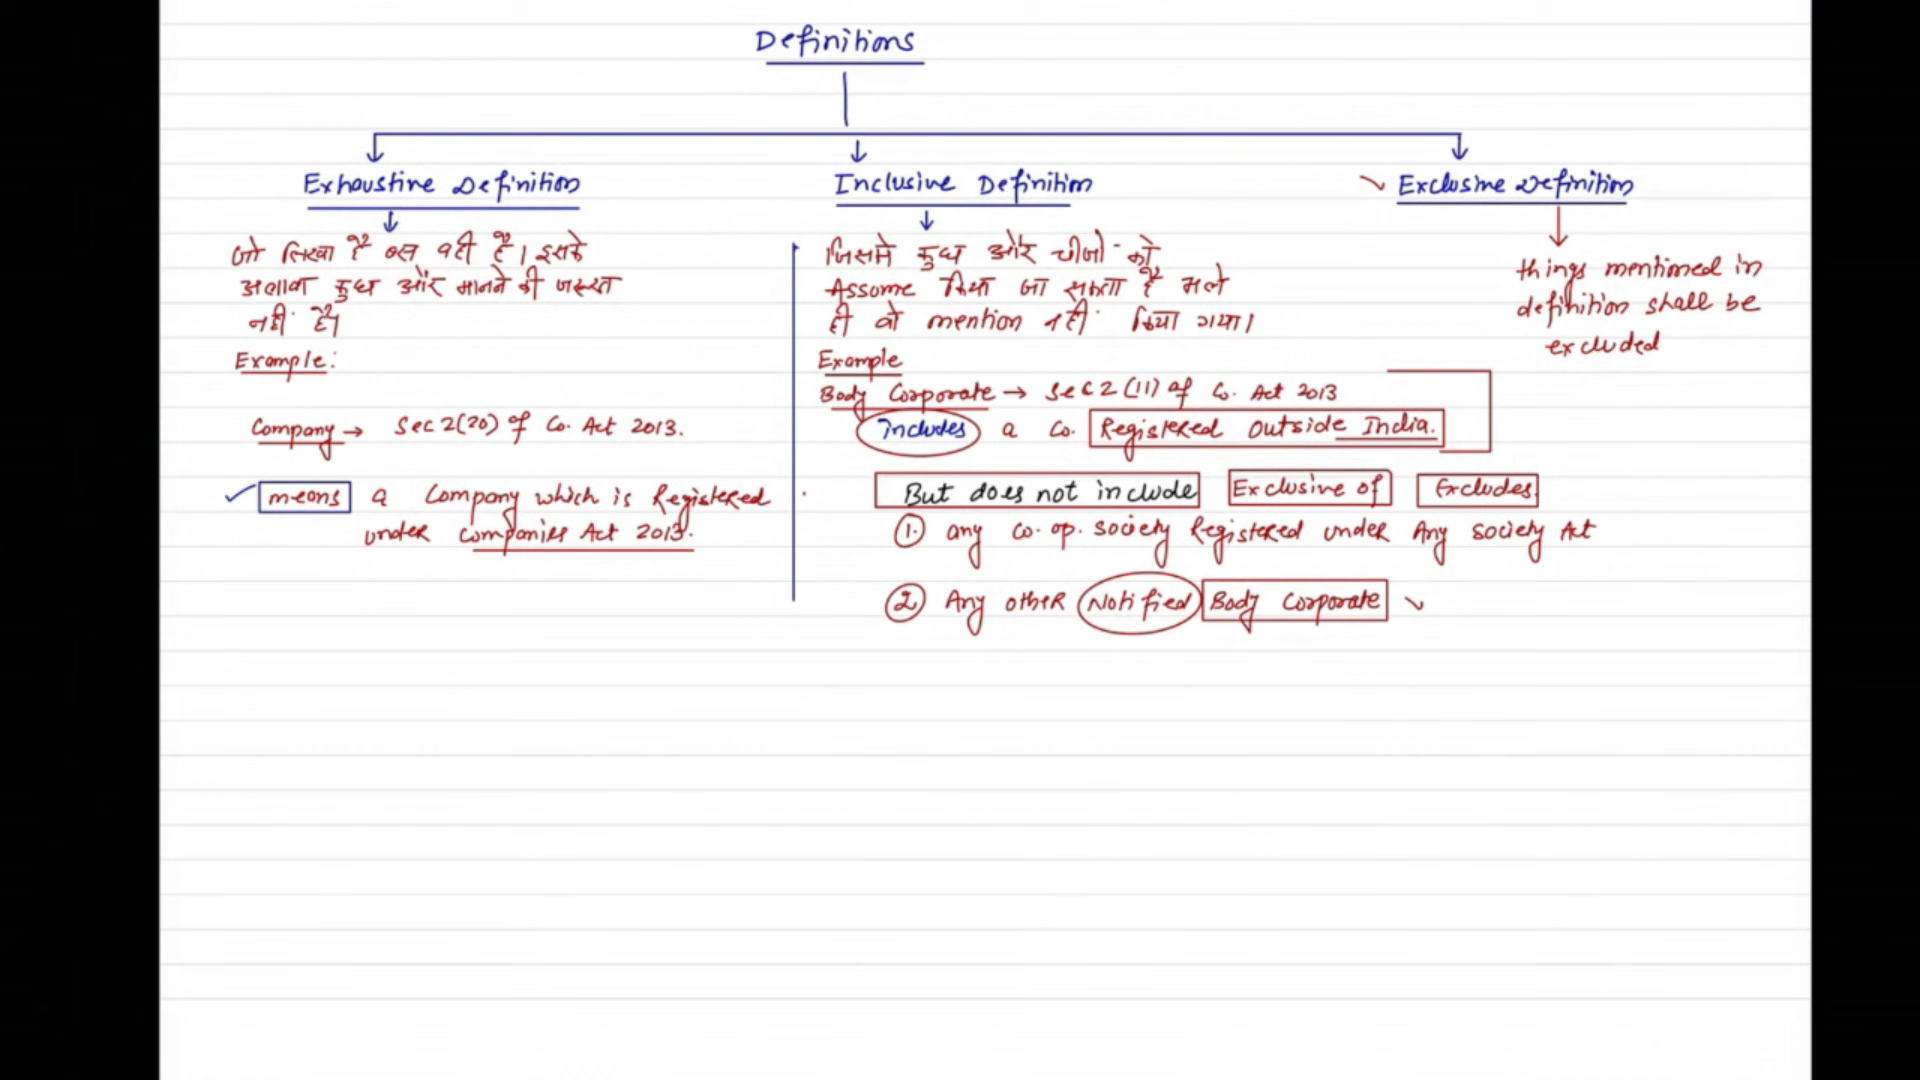 Definitions
Exhaustive Definition
जो लिखा है बस वही है। इसके
अलावा कुछ और मानने की जरूरत
नहीं है।
Example:
Company → Sec 2(20) of Co. Act 2013.
means a Company which is Registered
under Companies Act 2013.
Inclusive Definition
जिसमे कुछ और चीजो को
Assume किया जा सकता है भले
ही वो mention नहीं किया गया।
Example
Body Corporate → Sec 2 (11) of Co. Act 2013
includes a Co. Registered Outside India.
But does not include Exclusive of Excludes.
1. any co. op. society Registered under Any society Act
2 Any other Notified Body Corporate
Exclusive Definition
things mentioned in
definition shall be
excluded